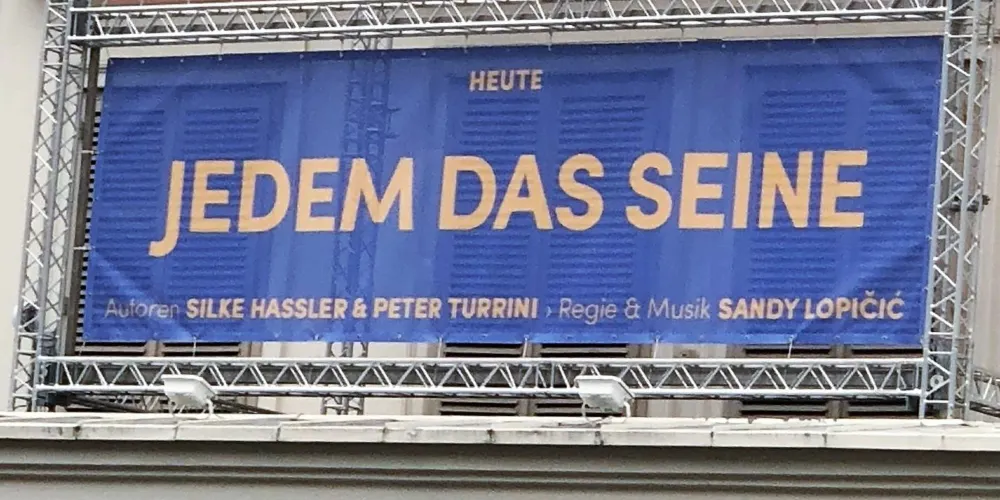 HEUTE
JEDEM DAS SEINE
Autoren SILKE HASSLER & PETER TURRINI › Regie & Musik SANDY LOPIČIĆ